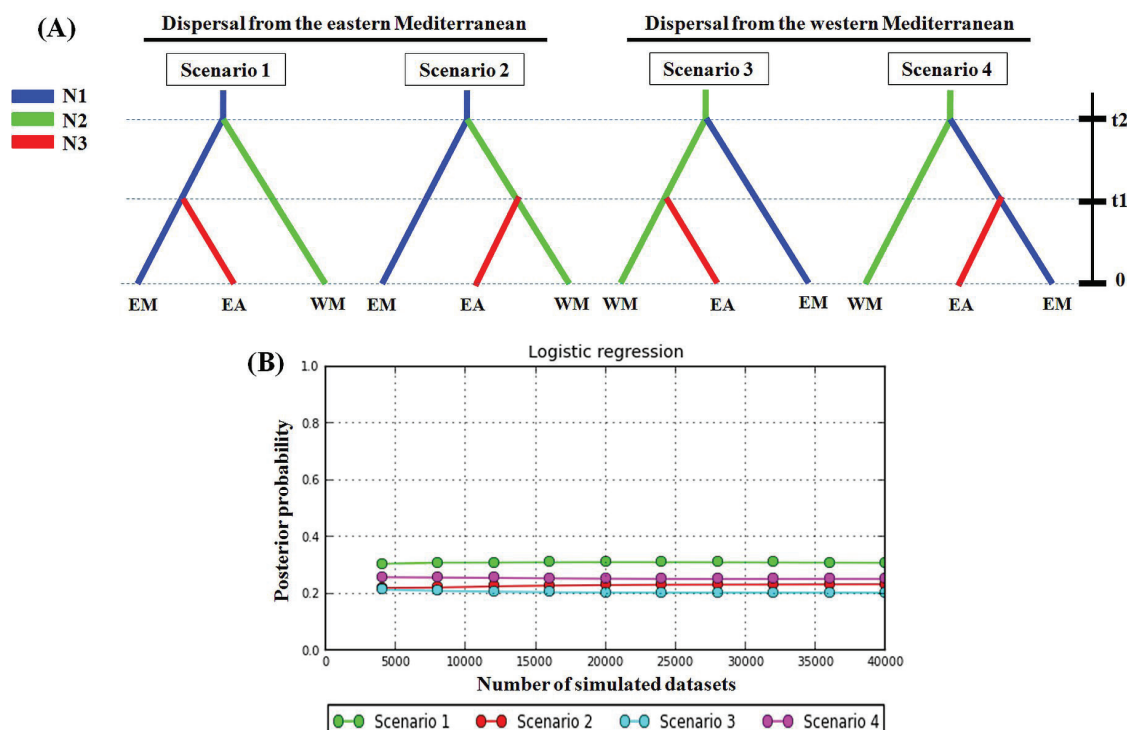 (A)
Dispersal from the eastern Mediterranean
Dispersal from the western Mediterranean
Scenario 1
Scenario 2
Scenario 3
Scenario 4
N1
N2
N3
t2
t1
0
EM EA WM
EM EA WM
WM EA EM
WM EA EM
(B)
Logistic regression
Posterior probability
1.0
0.8
0.6
0.4
0.2
0.0
0 5000 10000 15000 20000 25000 30000 35000 40000
Number of simulated datasets
Scenario 1 Scenario 2 Scenario 3 Scenario 4